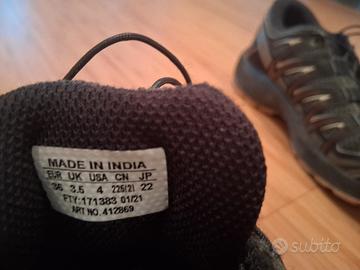 MADE IN INDIA
EUR UK USA CN JP
36 3.5 4 225(2) 22
FTY:171383 01/21
ART NO. 412869
subito